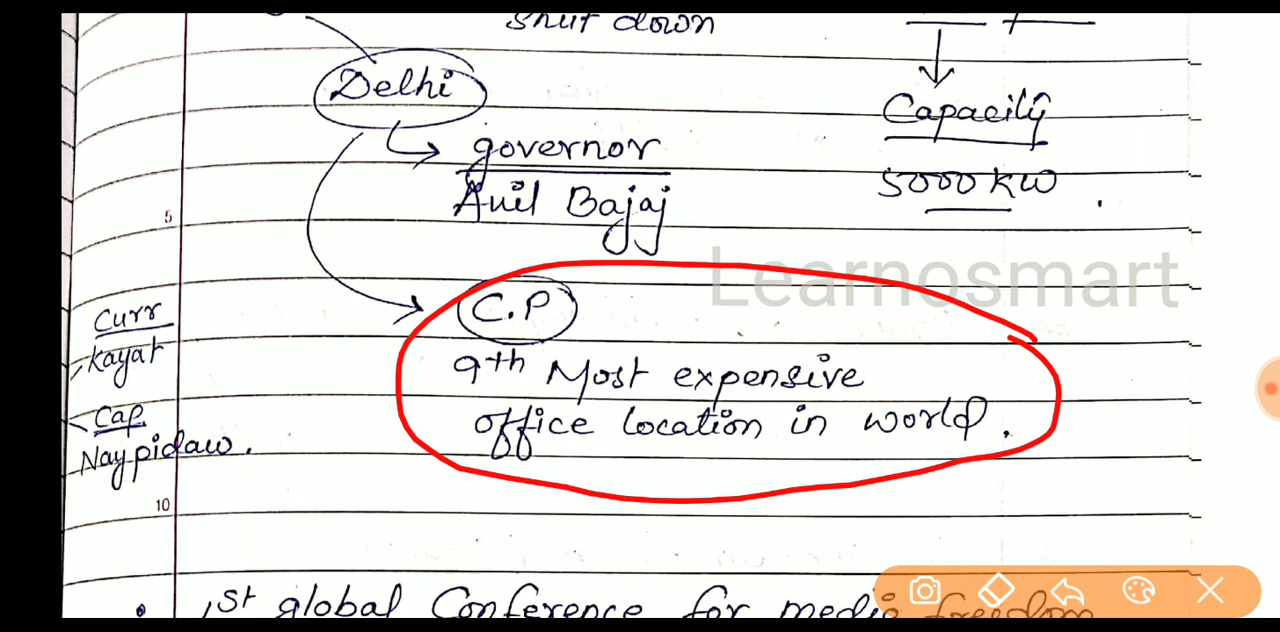 shut down
Delhi
Capacity
governor
5000 kw.
Anil Bajaj
Learnosmart
5
C.P
Curr
Kayat
9th Most expensive
office location in world.
Cap
Naypidaw.
10
1st global Conference for media freedom